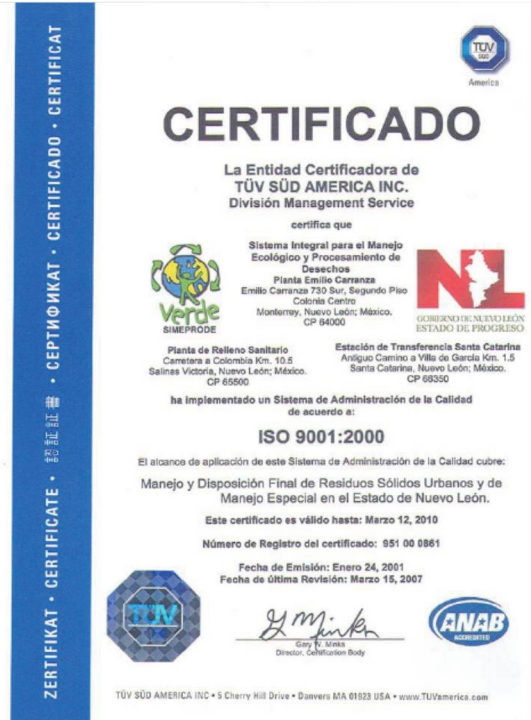 ZERTIFIKAT • CERTIFICATE • 認証証書 • СЕРТИФИКАТ • CERTIFICADO • CERTIFICAT
TÜV
SÜD
America
CERTIFICADO
La Entidad Certificadora de
TÜV SÜD AMERICA INC.
División Management Service
certifica que
Sistema Integral para el Manejo
Ecológico y Procesamiento de
Desechos
Planta Emilio Carranza
Emilio Carranza 730 Sur, Segundo Piso
Colonia Centro
Monterrey, Nuevo León; México.
CP 64000
Verde
SIMEPRODE
NL
GOBIERNO DE NUEVO LEÓN
ESTADO DE PROGRESO
Planta de Relleno Sanitario
Carretera a Colombia Km. 10.5
Salinas Victoria, Nuevo León; México.
CP 65500
Estación de Transferencia Santa Catarina
Antiguo Camino a Villa de García Km. 1.5
Santa Catarina, Nuevo León; México.
CP 66350
ha implementado un Sistema de Administración de la Calidad
de acuerdo a:
ISO 9001:2000
El alcance de aplicación de este Sistema de Administración de la Calidad cubre:
Manejo y Disposición Final de Residuos Sólidos Urbanos y de
Manejo Especial en el Estado de Nuevo León.
Este certificado es válido hasta: Marzo 12, 2010
Número de Registro del certificado: 951 00 0861
Fecha de Emisión: Enero 24, 2001
Fecha de última Revisión: Marzo 15, 2007
TÜV
G Minks
Gary W. Minks
Director, Certification Body
ANAB
ACCREDITED
TÜV SÜD AMERICA INC • 5 Cherry Hill Drive • Danvers MA 01923 USA • www.TUVamerica.com